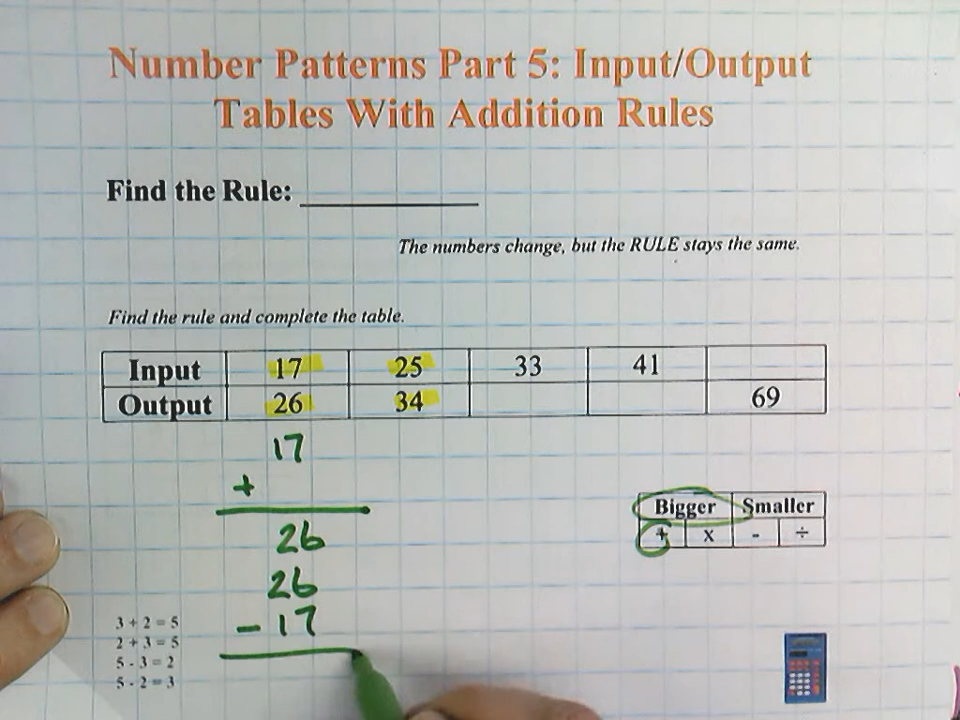 Number Patterns Part 5: Input/Output
Tables With Addition Rules
Find the Rule: ______________
The numbers change, but the RULE stays the same.
Find the rule and complete the table.
Input 17 25 33 41
Output 26 34 69
17
+
26
26
- 17
Bigger Smaller
+ x - ÷
3 + 2 = 5
2 + 3 = 5
5 - 3 = 2
5 - 2 = 3